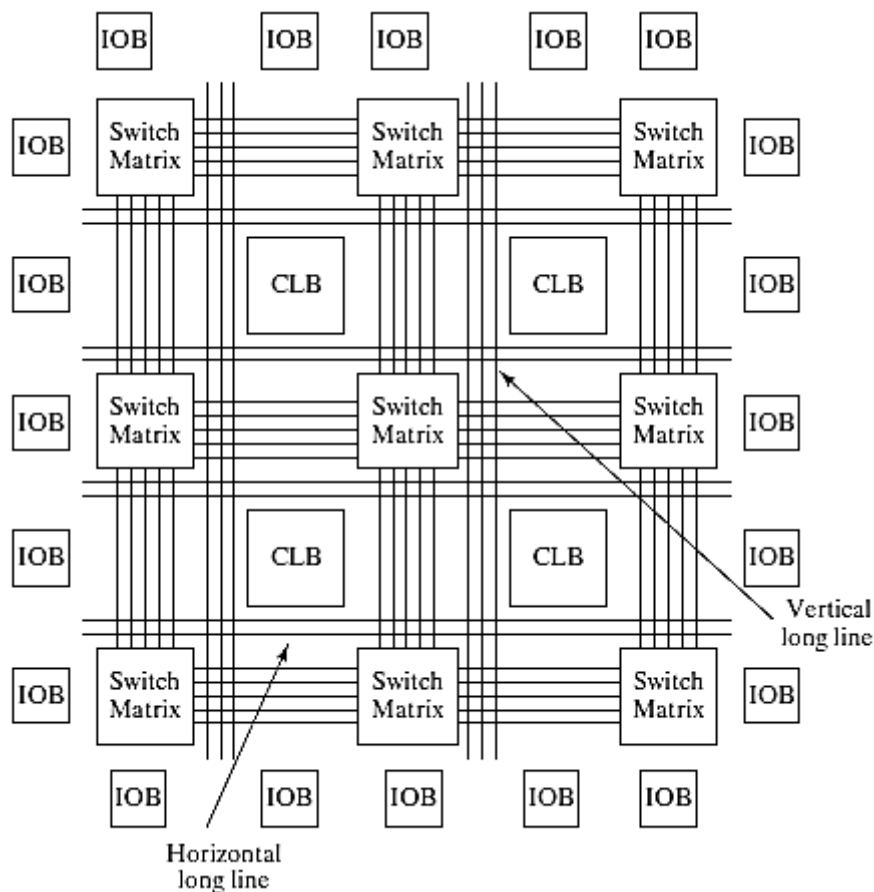 IOB IOB IOB IOB IOB
IOB Switch Matrix Switch Matrix Switch Matrix IOB
IOB CLB CLB IOB
IOB Switch Matrix Switch Matrix Switch Matrix IOB
IOB CLB CLB IOB
Vertical
long line
IOB Switch Matrix Switch Matrix Switch Matrix IOB
IOB IOB IOB IOB IOB
Horizontal
long line